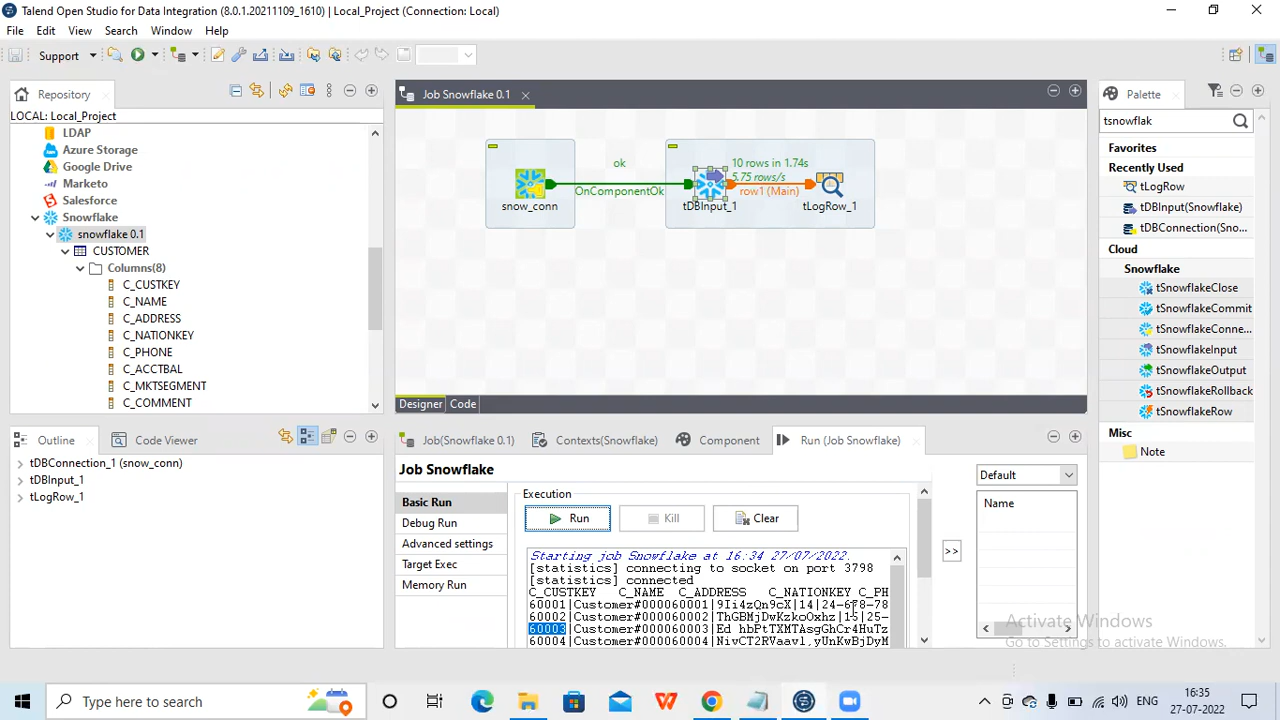 Talend Open Studio for Data Integration (8.0.1.20211109_1610) | Local_Project (Connection: Local)
File Edit View Search Window Help
Support
Repository
LOCAL: Local_Project
LDAP
Azure Storage
Google Drive
Marketo
Salesforce
Snowflake
snowflake 0.1
CUSTOMER
Columns(8)
C_CUSTKEY
C_NAME
C_ADDRESS
C_NATIONKEY
C_PHONE
C_ACCTBAL
C_MKTSEGMENT
C_COMMENT
Outline Code Viewer
tDBConnection_1 (snow_conn)
tDBInput_1
tLogRow_1
Job Snowflake 0.1
ok
OnComponentOk
snow_conn
10 rows in 1.74s
5.75 rows/s
row1 (Main)
tDBInput_1
tLogRow_1
Designer Code
Job(Snowflake 0.1) Contexts(Snowflake) Component Run (Job Snowflake)
Job Snowflake
Basic Run
Debug Run
Advanced settings
Target Exec
Memory Run
Execution
Run Kill Clear
Starting job Snowflake at 16:34 27/07/2022.
[statistics] connecting to socket on port 3798
[statistics] connected
C_CUSTKEY C_NAME C_ADDRESS C_NATIONKEY C_PH
60001|Customer#000060001|9Ii4zQn9cX|14|24-678-78
60002|Customer#000060002|ThGBMjDwKzkoOxhz|15|25-
60003|Customer#000060003|Ed hbPtTXMTAsgGhCr4HuTz
60004|Customer#000060004|NivCT2RVaavl,yUnKwBjDyM
Default
Name
>>
Palette
tsnowflak
Favorites
Recently Used
tLogRow
tDBInput(Snowflake)
tDBConnection(Sno...
Cloud
Snowflake
tSnowflakeClose
tSnowflakeCommit
tSnowflakeConne...
tSnowflakeInput
tSnowflakeOutput
tSnowflakeRollback
tSnowflakeRow
Misc
Note
Activate Windows
Go to Settings to activate Windows.
Type here to search
ENG
16:35
27-07-2022